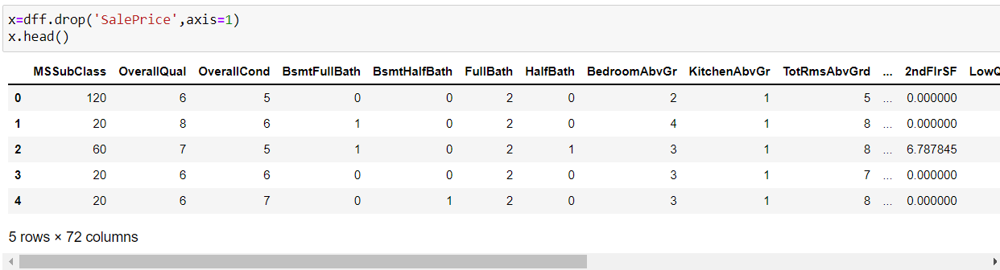 x=dff.drop('SalePrice',axis=1)
x.head()
MSSubClass OverallQual OverallCond BsmtFullBath BsmtHalfBath FullBath HalfBath BedroomAbvGr KitchenAbvGr TotRmsAbvGrd ... 2ndFlrSF LowQ
0 120 6 5 0 0 2 0 2 1 5 ... 0.000000
1 20 8 6 1 0 2 0 4 1 8 ... 0.000000
2 60 7 5 1 0 2 1 3 1 8 ... 6.787845
3 20 6 6 0 0 2 0 3 1 7 ... 0.000000
4 20 6 7 0 1 2 0 3 1 8 ... 0.000000
5 rows × 72 columns